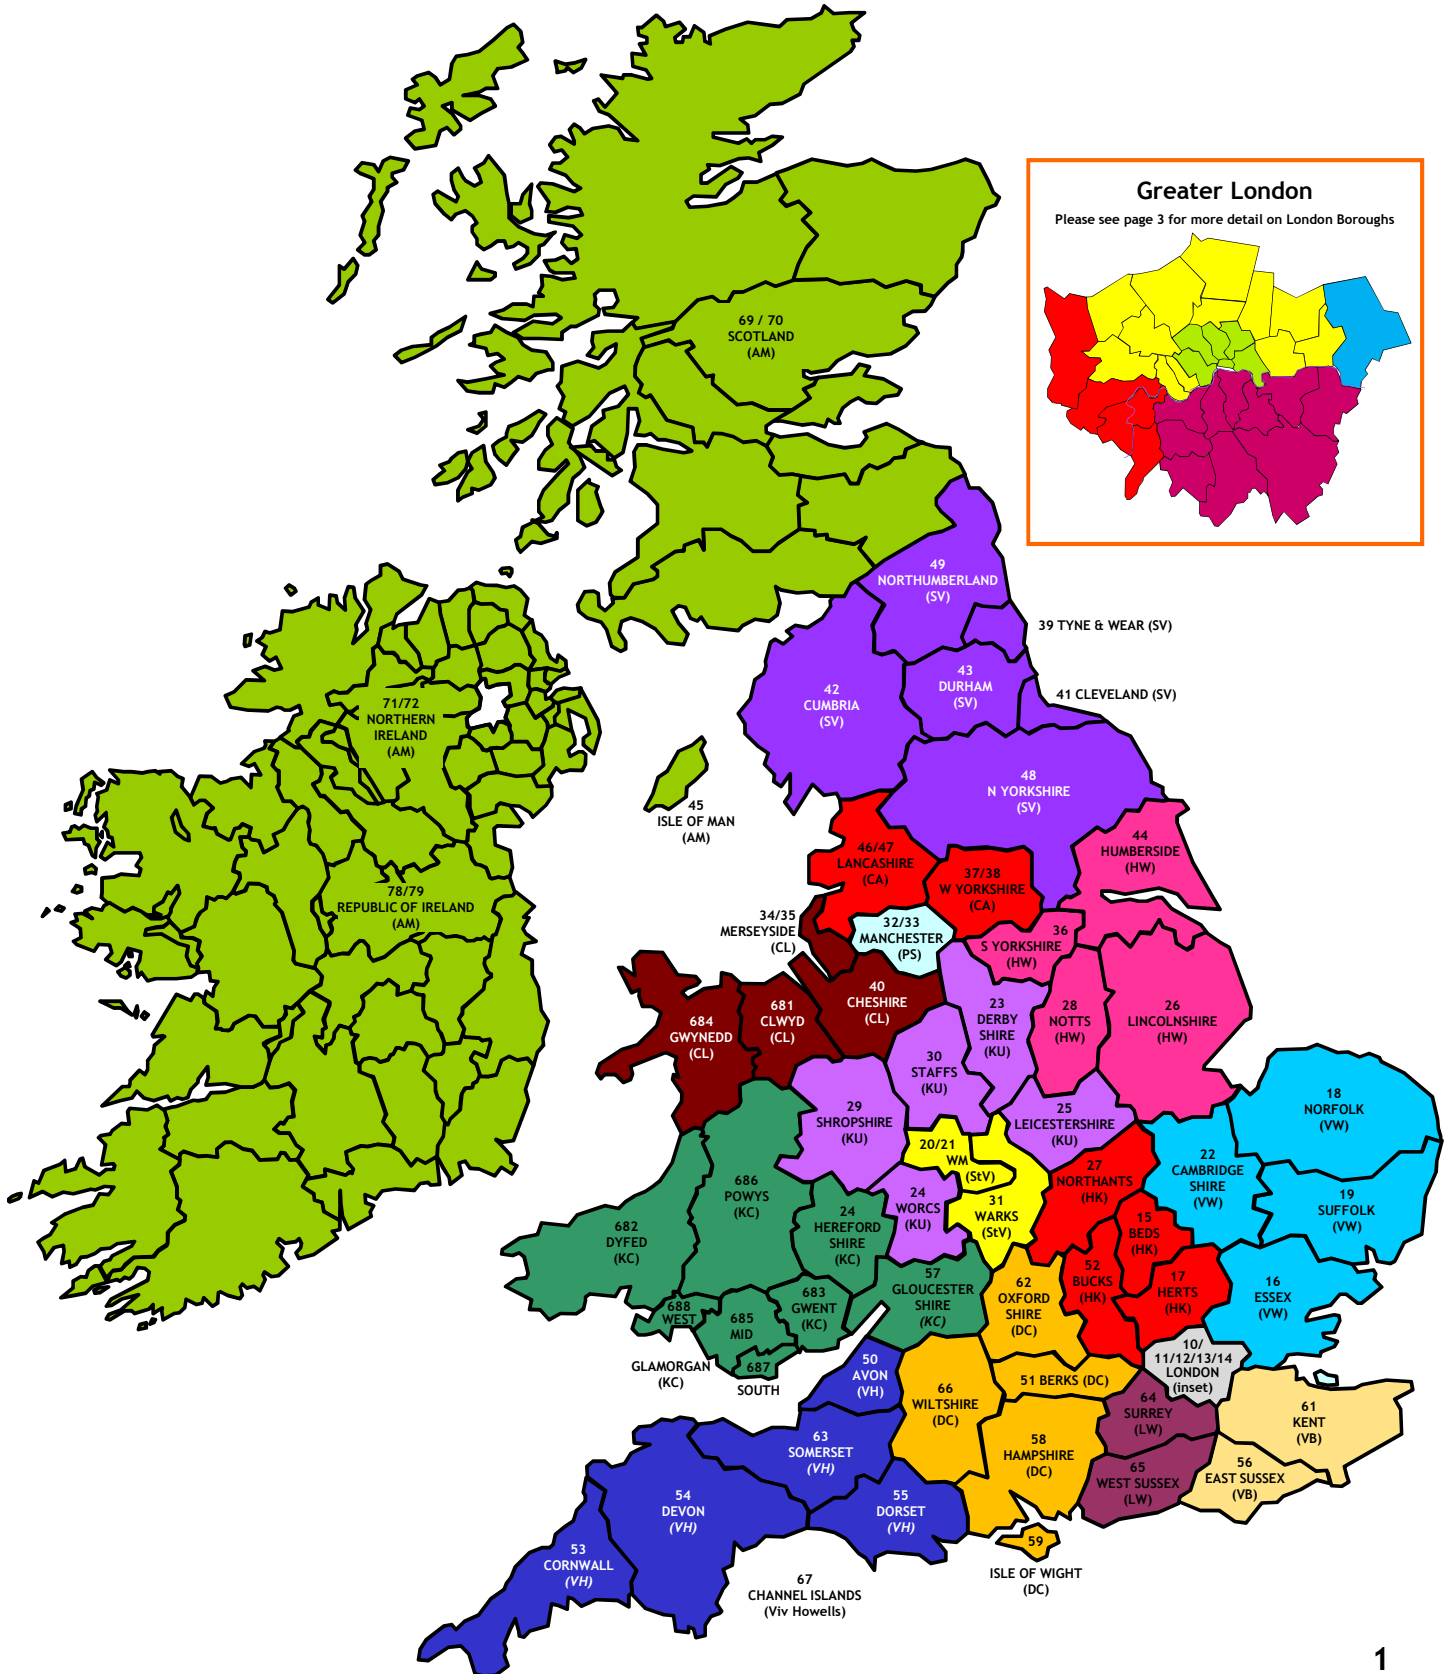 Greater London
Please see page 3 for more detail on London Boroughs
69 / 70
SCOTLAND
(AM)
49
NORTHUMBERLAND
(SV)
39 TYNE & WEAR (SV)
43
DURHAM
(SV)
42
CUMBRIA
(SV)
41 CLEVELAND (SV)
71/72
NORTHERN
IRELAND
(AM)
48
N YORKSHIRE
(SV)
45
ISLE OF MAN
(AM)
44
HUMBERSIDE
(HW)
46/47
LANCASHIRE
(CA)
37/38
W YORKSHIRE
(CA)
78/79
REPUBLIC OF IRELAND
(AM)
34/35
MERSEYSIDE
(CL)
32/33
MANCHESTER
(PS)
36
S YORKSHIRE
(HW)
40
CHESHIRE
(CL)
681
CLWYD
(CL)
684
GWYNEDD
(CL)
23
DERBY
SHIRE
(KU)
28
NOTTS
(HW)
26
LINCOLNSHIRE
(HW)
30
STAFFS
(KU)
29
SHROPSHIRE
(KU)
25
LEICESTERSHIRE
(KU)
18
NORFOLK
(VW)
20/21
WM
(StV)
22
CAMBRIDGE
SHIRE
(VW)
27
NORTHANTS
(HK)
686
POWYS
(KC)
24
WORCS
(KU)
31
WARKS
(StV)
19
SUFFOLK
(VW)
24
HEREFORD
SHIRE
(KC)
15
BEDS
(HK)
682
DYFED
(KC)
52
BUCKS
(HK)
57
GLOUCESTER
SHIRE
(KC)
62
OXFORD
SHIRE
(DC)
17
HERTS
(HK)
16
ESSEX
(VW)
683
GWENT
(KC)
688
WEST
685
MID
687
SOUTH
GLAMORGAN
(KC)
10/
11/12/13/14
LONDON
(inset)
50
AVON
(VH)
51 BERKS (DC)
66
WILTSHIRE
(DC)
64
SURREY
(LW)
61
KENT
(VB)
63
SOMERSET
(VH)
58
HAMPSHIRE
(DC)
65
WEST SUSSEX
(LW)
56
EAST SUSSEX
(VB)
54
DEVON
(VH)
55
DORSET
(VH)
59
ISLE OF WIGHT
(DC)
53
CORNWALL
(VH)
67
CHANNEL ISLANDS
(Viv Howells)
1